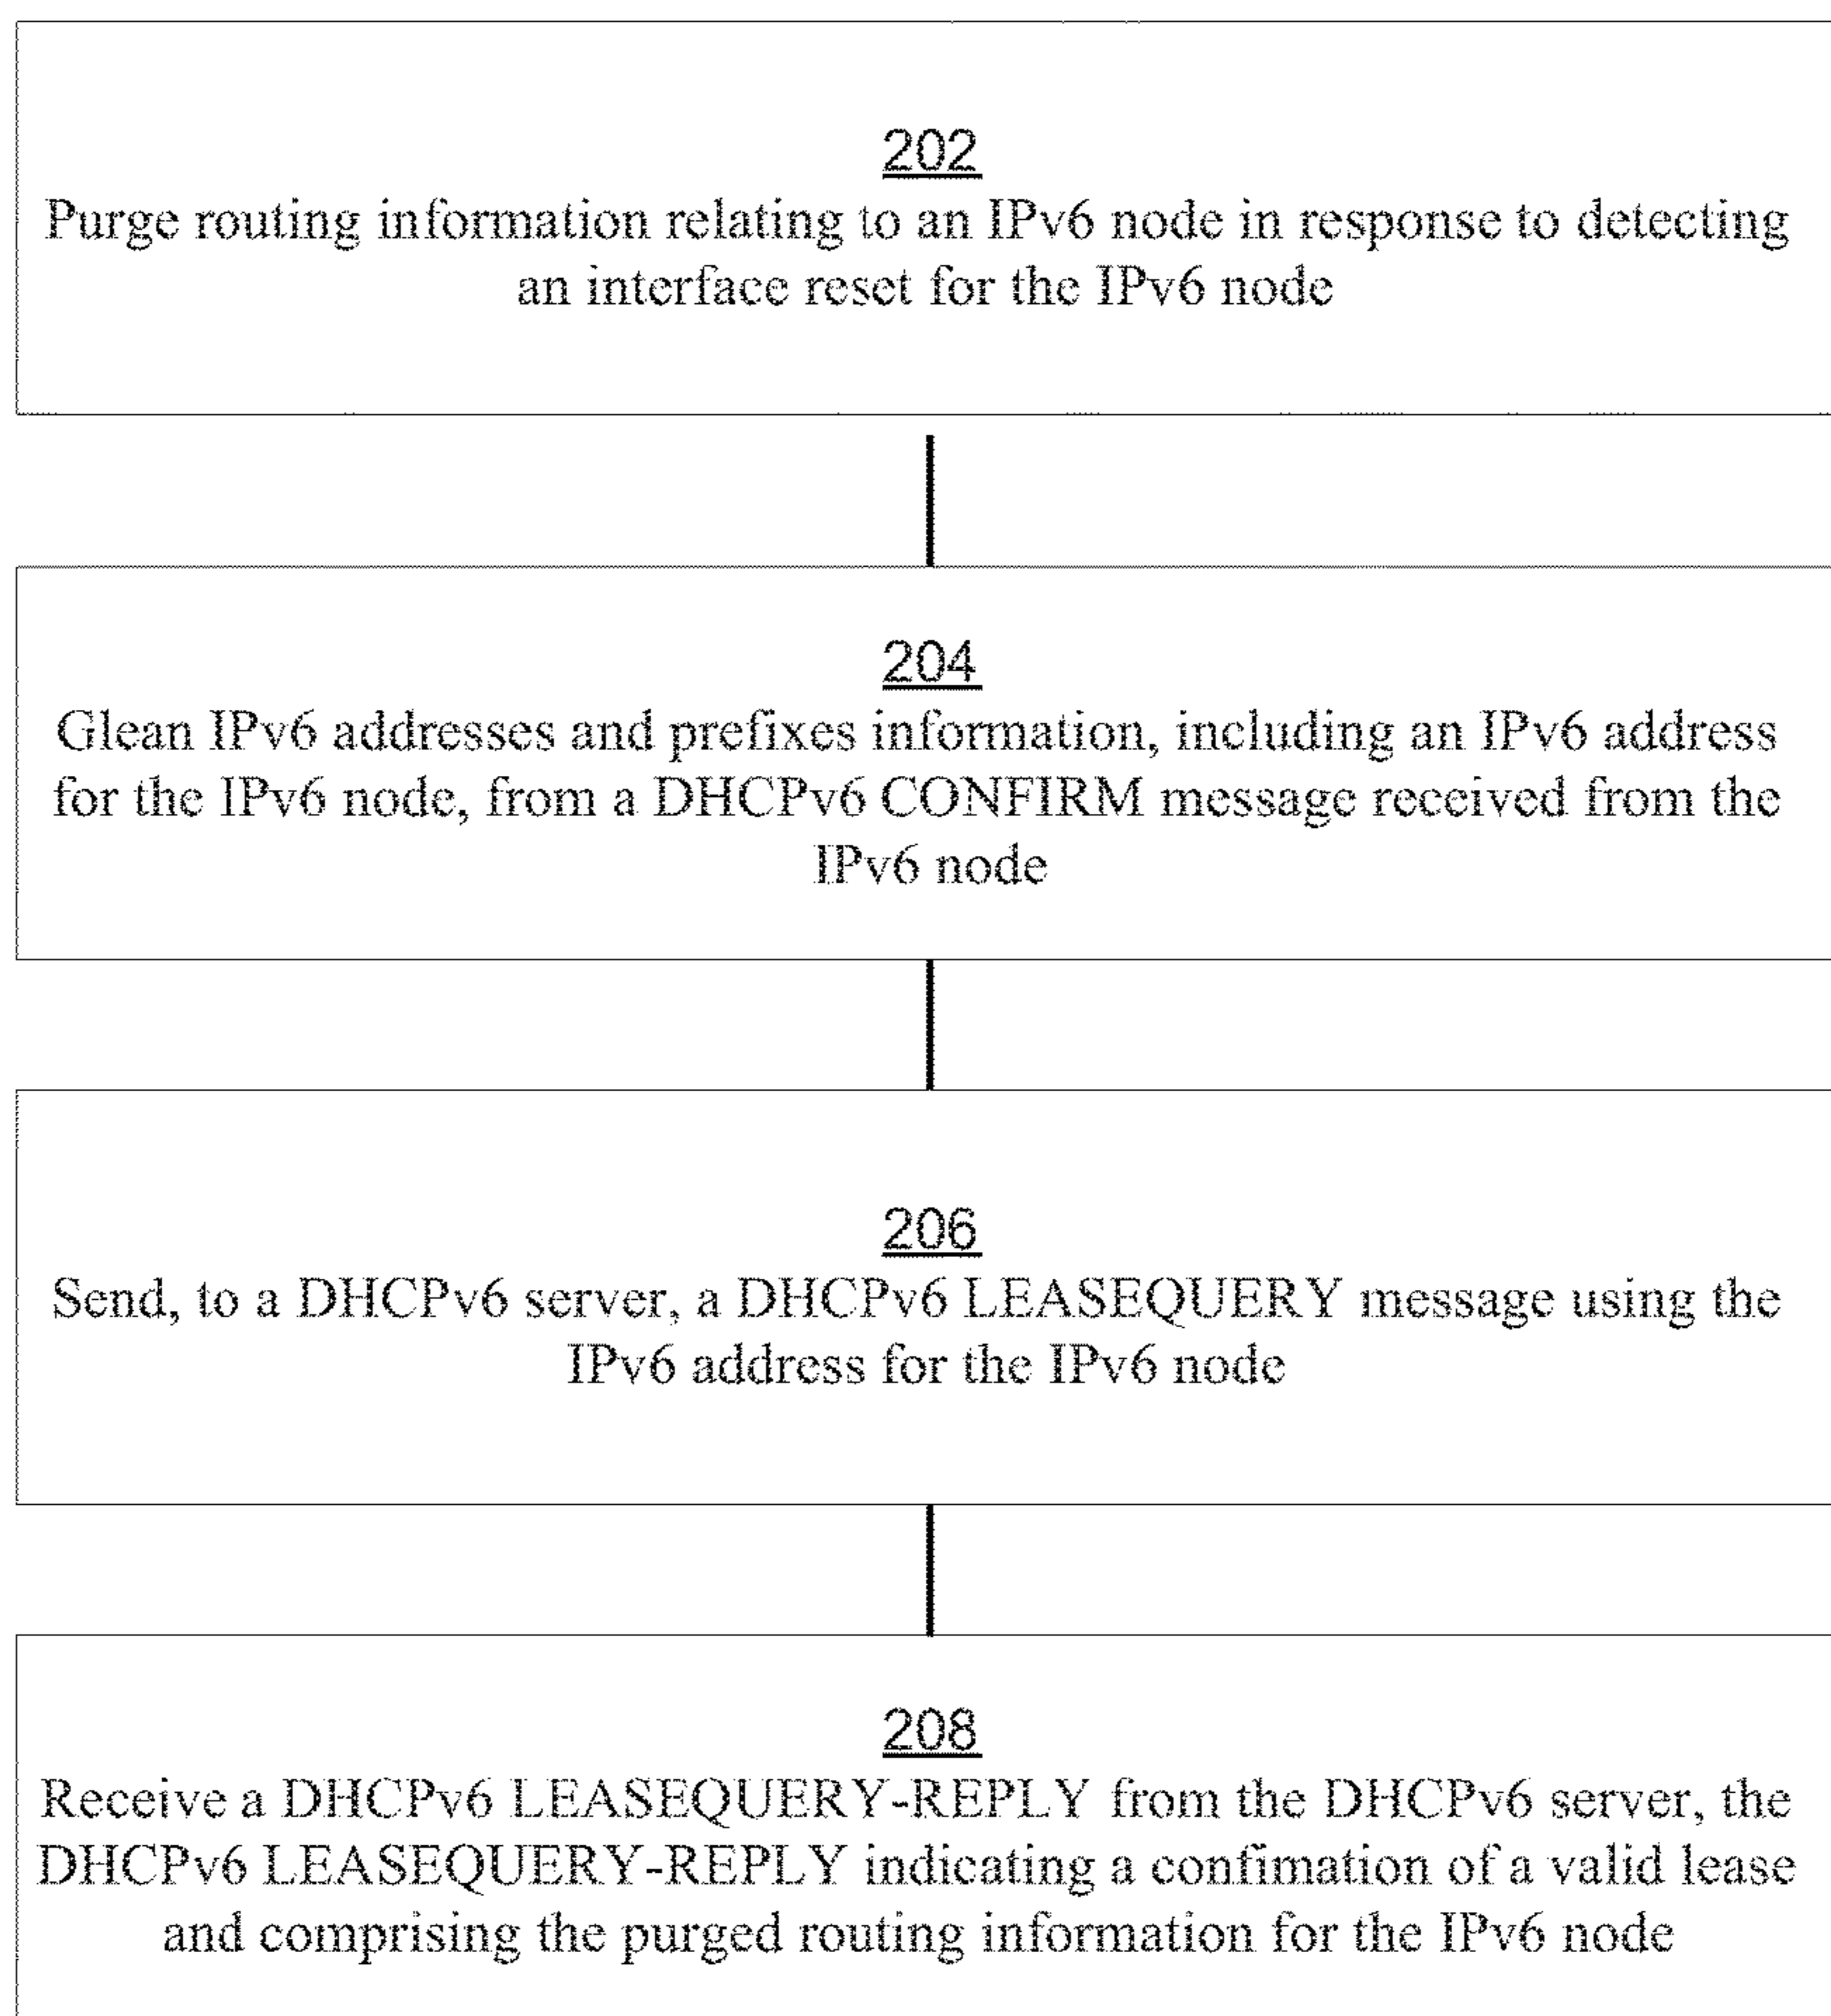 202
Purge routing information relating to an IPv6 node in response to detecting
an interface reset for the IPv6 node
204
Glean IPv6 addresses and prefixes information, including an IPv6 address
for the IPv6 node, from a DHCPv6 CONFIRM message received from the
IPv6 node
206
Send, to a DHCPv6 server, a DHCPv6 LEASEQUERY message using the
IPv6 address for the IPv6 node
208
Receive a DHCPv6 LEASEQUERY-REPLY from the DHCPv6 server, the
DHCPv6 LEASEQUERY-REPLY indicating a confimation of a valid lease
and comprising the purged routing information for the IPv6 node